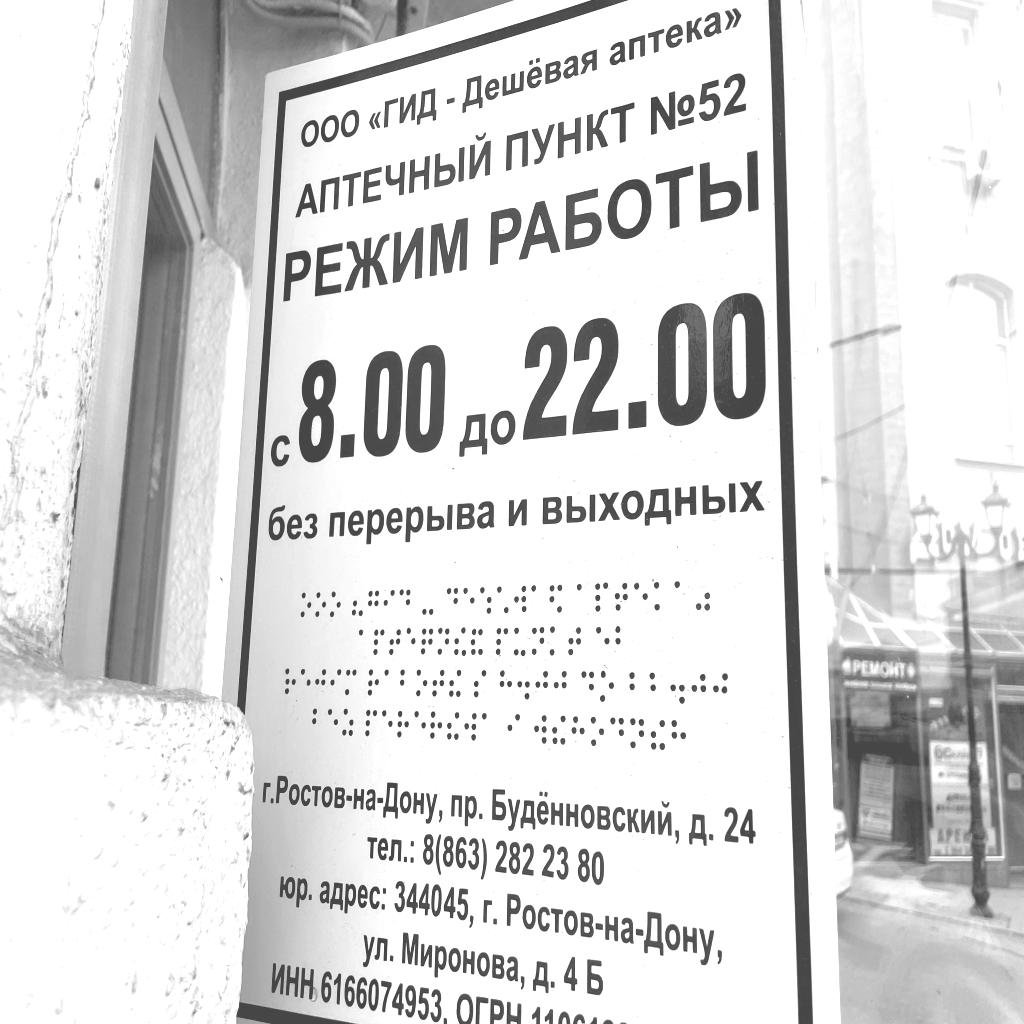 ООО «ГИД - Дешёвая аптека»
АПТЕЧНЫЙ ПУНКТ №52
РЕЖИМ РАБОТЫ
с 8.00 до 22.00
без перерыва и выходных
г.Ростов-на-Дону, пр. Будённовский, д. 24
тел.: 8(863) 282 23 80
юр. адрес: 344045, г. Ростов-на-Дону,
ул. Миронова, д. 4 Б
ИНН 6166074953, ОГРН
РЕМОНТ